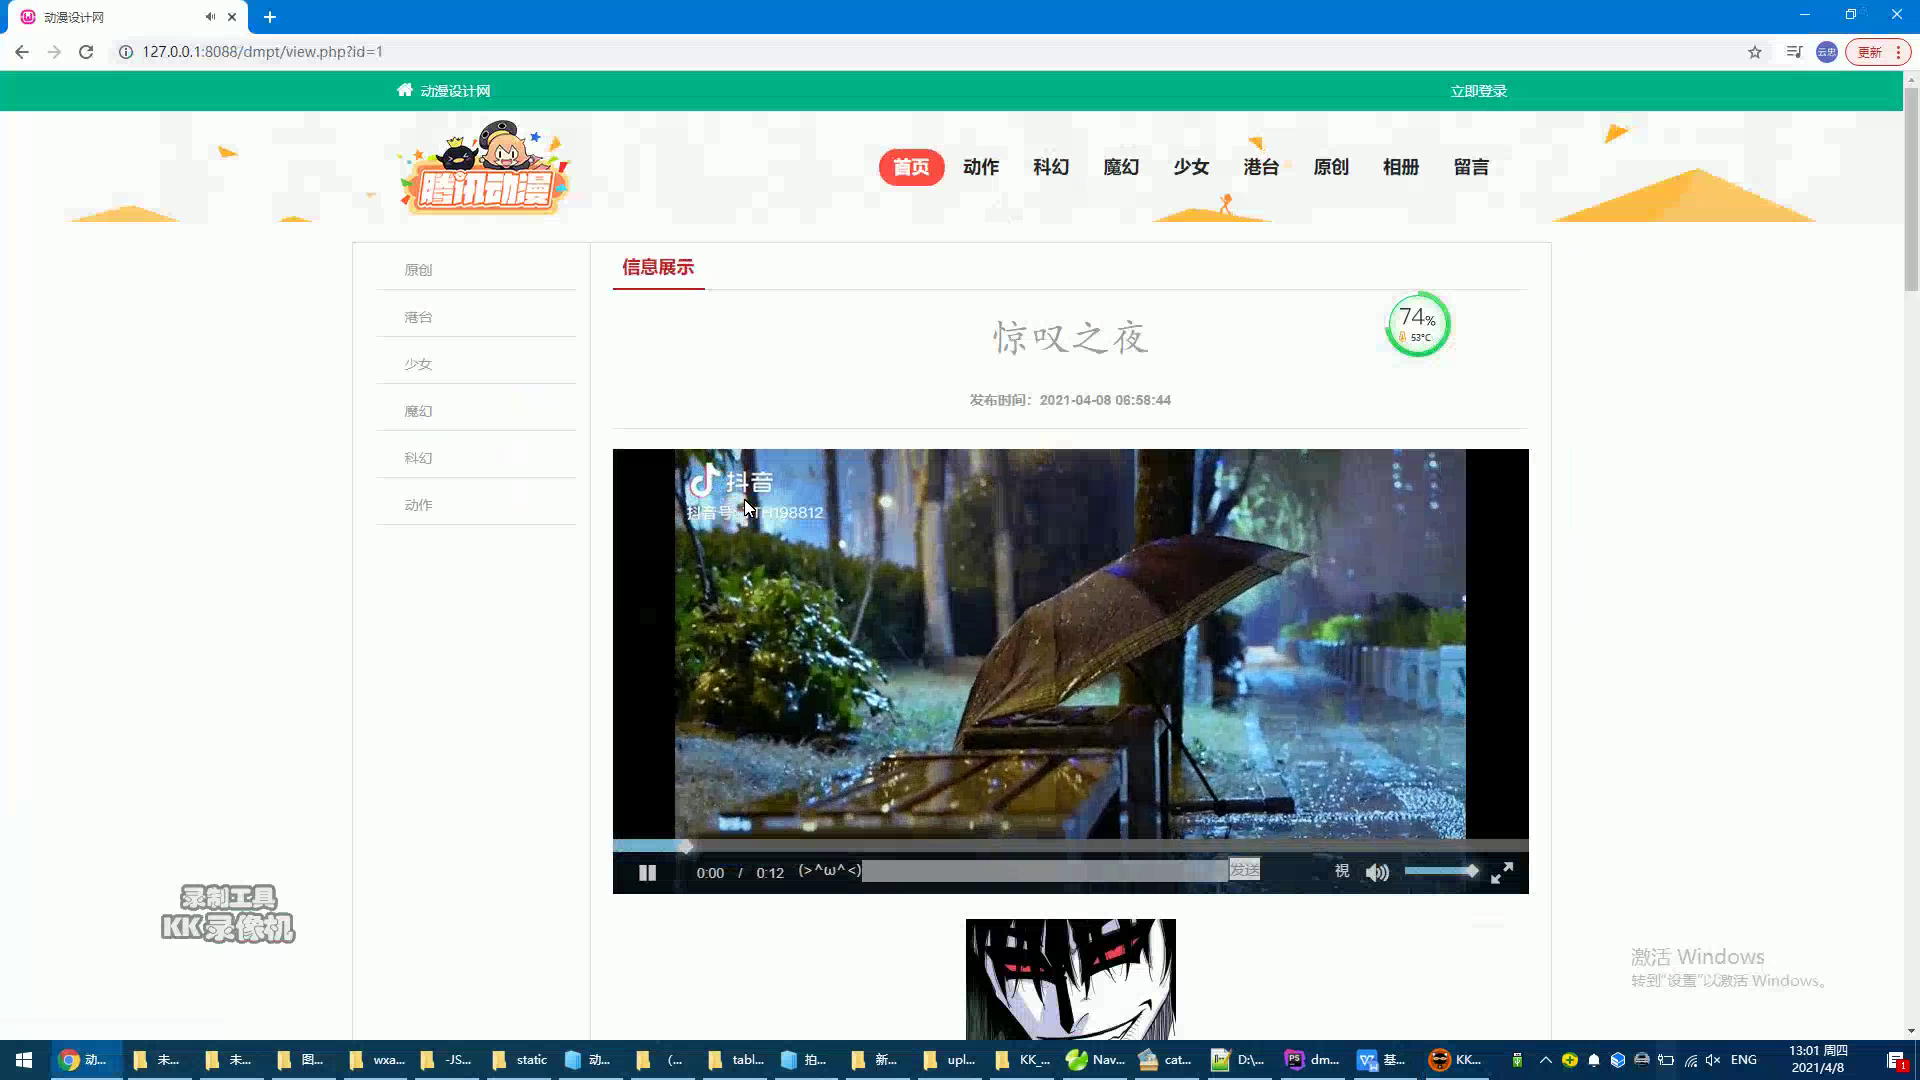 动漫设计网
127.0.0.1:8088/dmpt/view.php?id=1
云忠
更新
动漫设计网
立即登录
腾讯动漫
首页 动作 科幻 魔幻 少女 港台 原创 相册 留言
原创
港台
少女
魔幻
科幻
动作
信息展示
74%
53°C
惊叹之夜
发布时间：2021-04-08 06:58:44
抖音
抖音号:
TH198812
0:00 / 0:12 (>^ω^<)
发送
視
录制工具
KK录像机
激活 Windows
转到"设置"以激活 Windows。
动... 未... 未... 图... wxa... -JS... static 动... (... tabl... 拍... 新... upl... KK_... Nav... cat... D:\... dm... 基... KK...
ENG
13:01 周四
2021/4/8
1